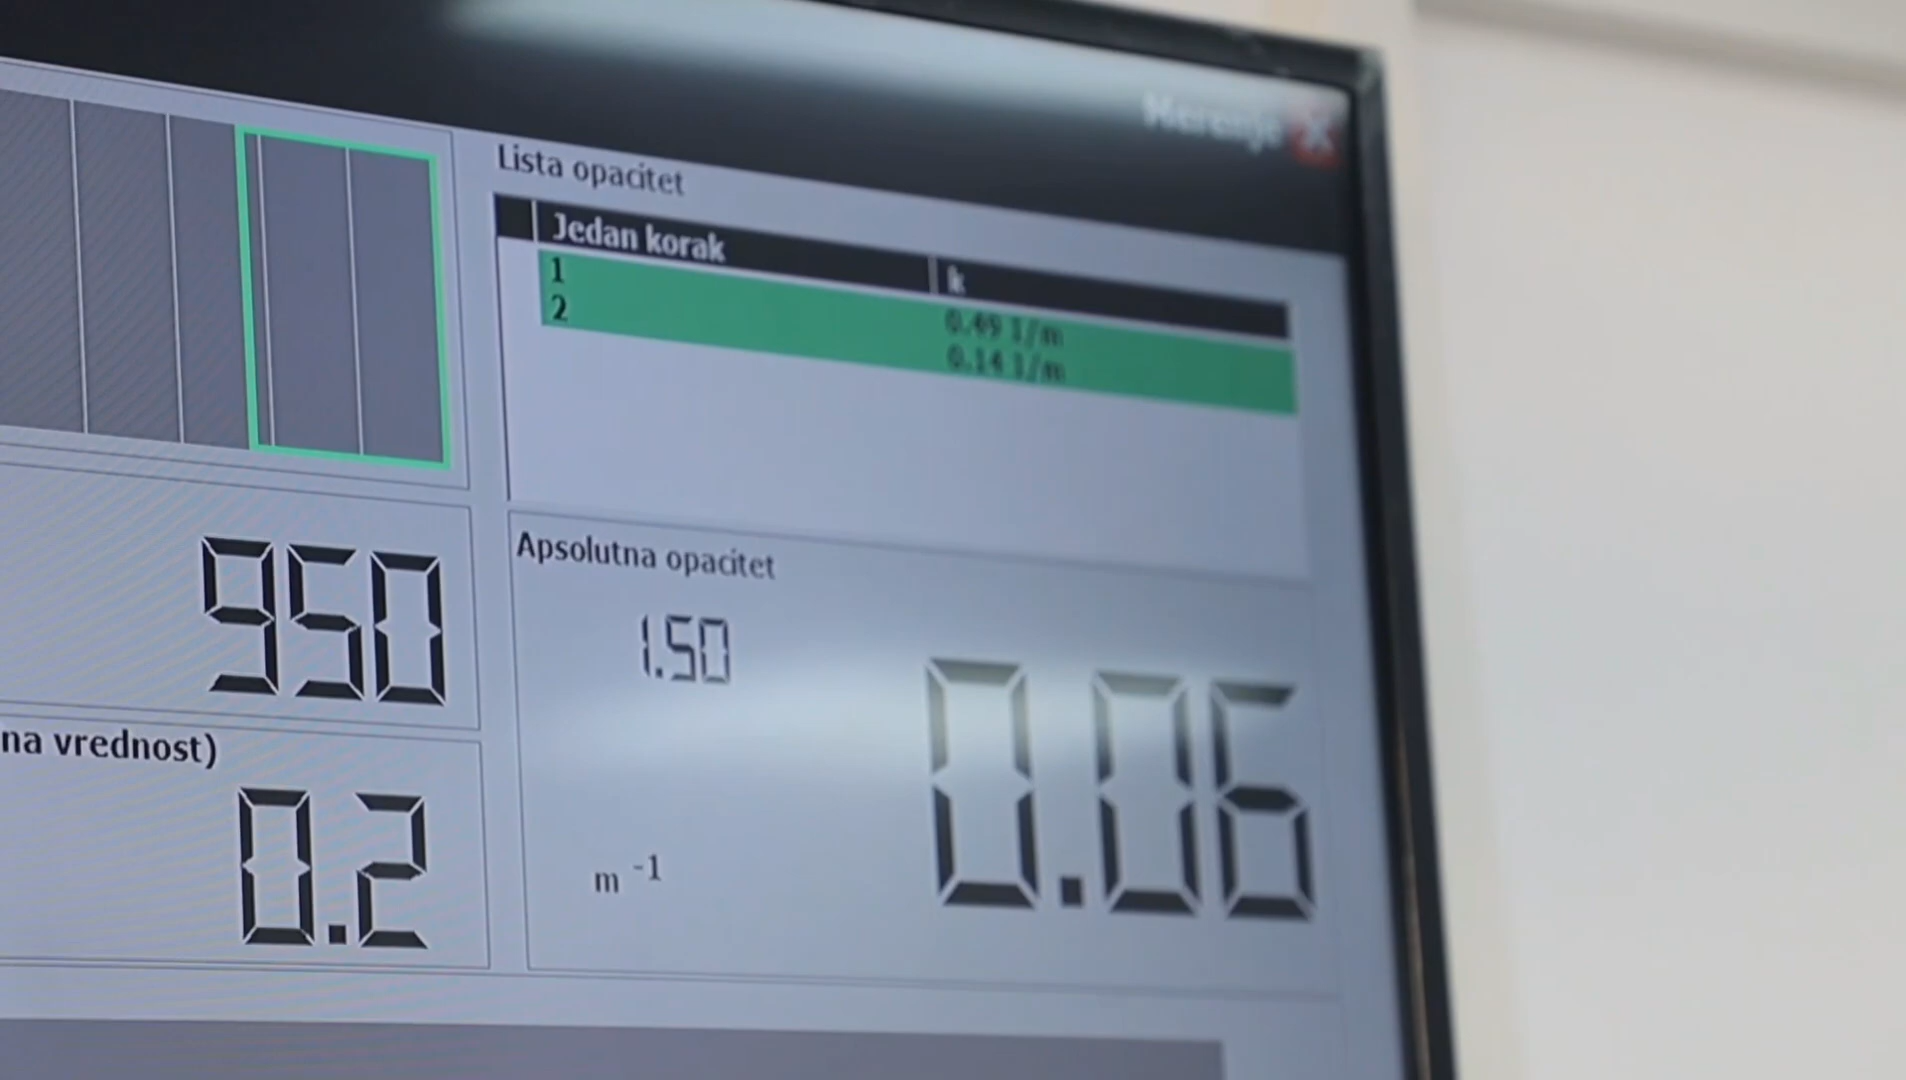 Merenje
Lista opacitet
Jedan korak k
1 0.49 1/m
2 0.14 1/m
950
Apsolutna opacitet
1.50
0.06
m -1
na vrednost)
0.2